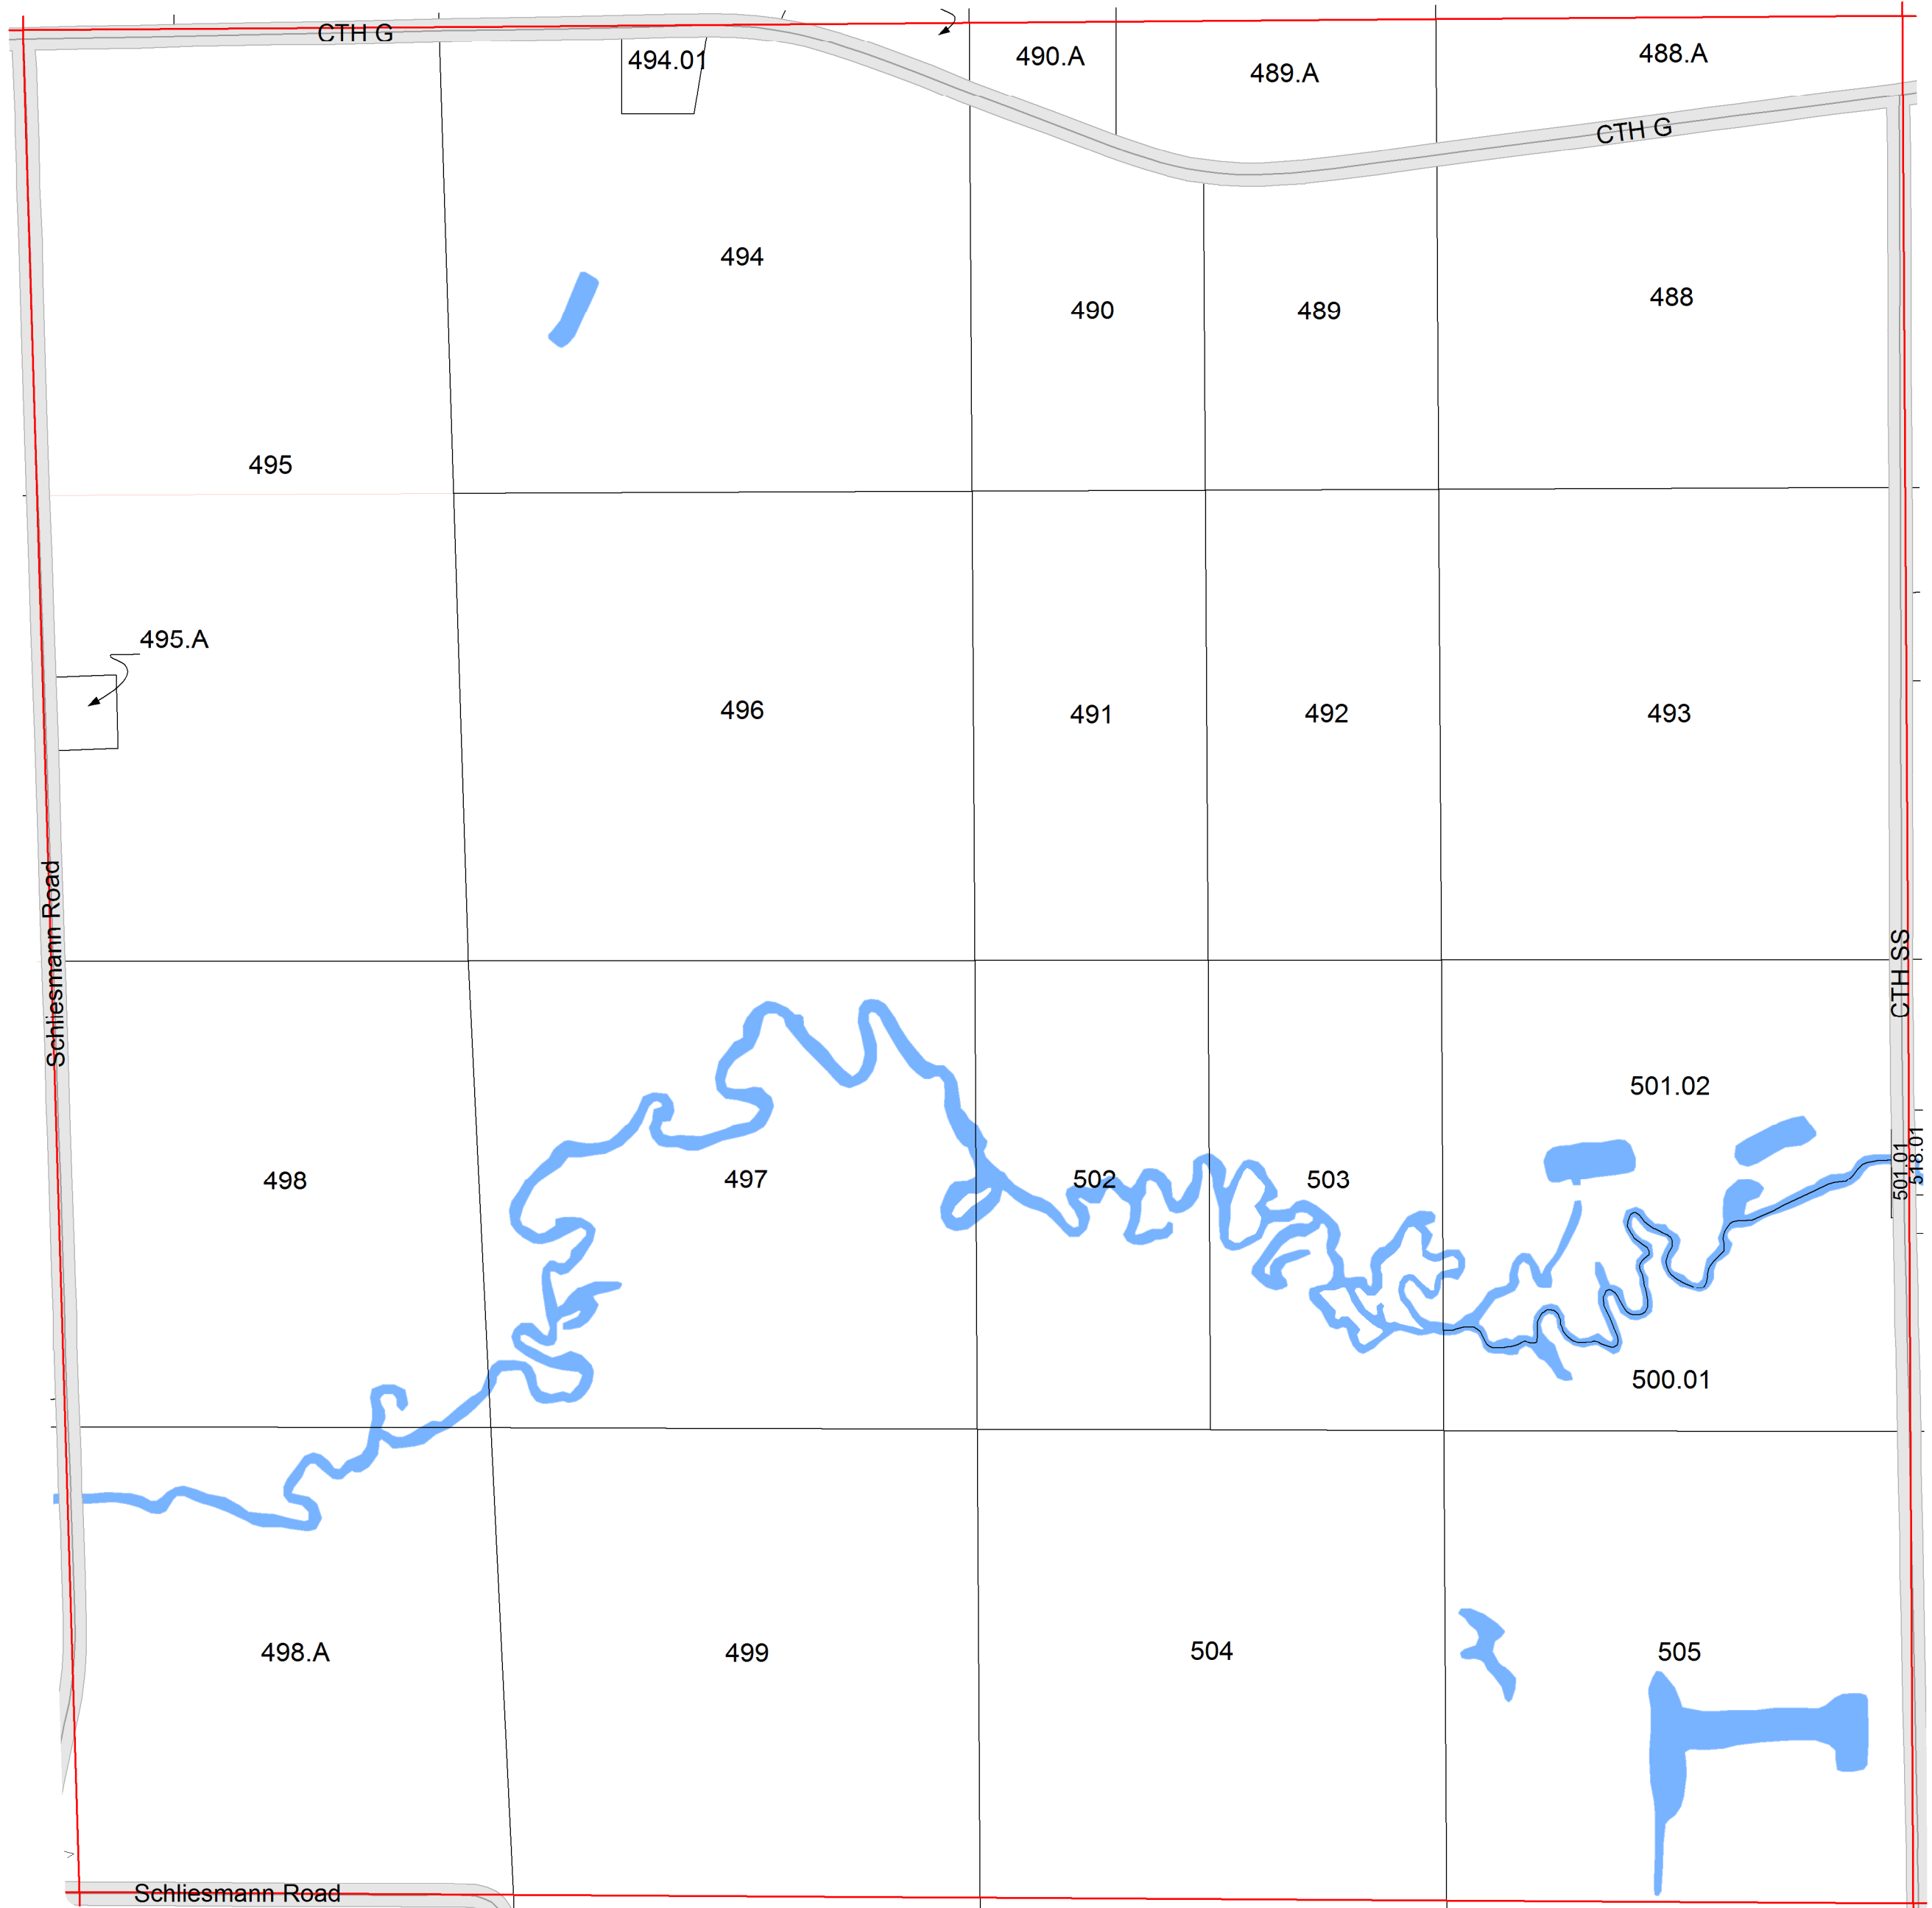 CTH G
494.01
490.A
489.A
488.A
CTH G
494
490
489
488
495
495.A
496
491
492
493
Schliesmann Road
CTH SS
501.02
501.01
518.01
498
497
502
503
500.01
498.A
499
504
505
Schliesmann Road